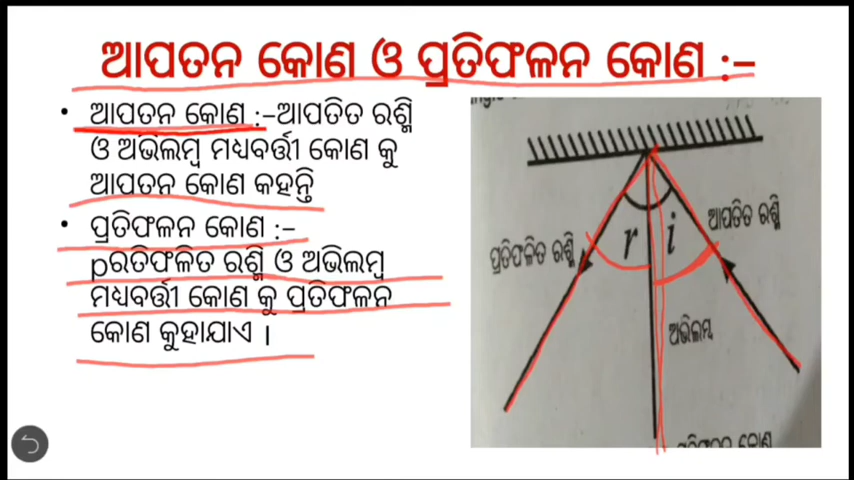 ଆପତନ କୋଣ ଓ ପ୍ରତିଫଳନ କୋଣ :-
• ଆପତନ କୋଣ :-ଆପତିତ ରଶ୍ମି
ଓ ଅଭିଲମ୍ବ ମଧ୍ୟବର୍ତ୍ତୀ କୋଣ କୁ
ଆପତନ କୋଣ କହନ୍ତି
• ପ୍ରତିଫଳନ କୋଣ :-
pରତିଫଳିତ ରଶ୍ମି ଓ ଅଭିଲମ୍ବ
ମଧ୍ୟବର୍ତ୍ତୀ କୋଣ କୁ ପ୍ରତିଫଳନ
କୋଣ କୁହାଯାଏ ।
ଆପତିତ ରଶ୍ମି
ପ୍ରତିଫଳିତ ରଶ୍ମି
r
i
ଅଭିଲମ୍ବ